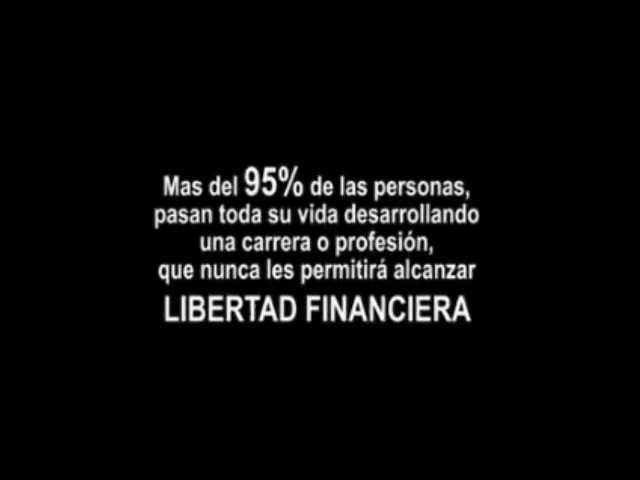 Mas del 95% de las personas,
pasan toda su vida desarrollando
una carrera o profesión,
que nunca les permitirá alcanzar
LIBERTAD FINANCIERA